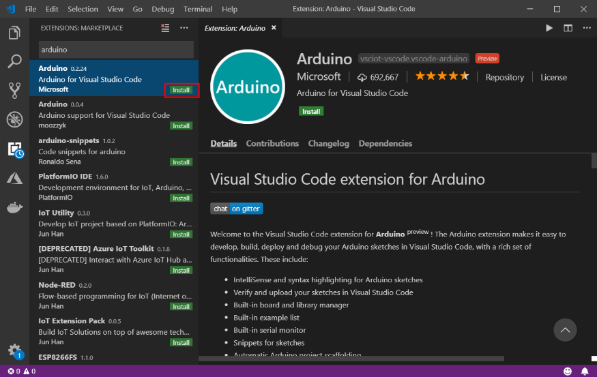 File Edit Selection View Go Debug Terminal Help Extension: Arduino - Visual Studio Code
EXTENSIONS: MARKETPLACE
arduino
Arduino 0.2.24
Arduino for Visual Studio Code
Microsoft Install
Arduino 0.0.4
Arduino support for Visual Studio Code
moozzyk Install
arduino-snippets 1.0.2
Code snippets for arduino
Ronaldo Sena Install
PlatformIO IDE 1.6.0
Development environment for IoT, Arduino, ...
PlatformIO Install
IoT Utility 0.3.0
Develop IoT project based on PlatformIO: Ar...
Jun Han Install
[DEPRECATED] Azure IoT Toolkit 0.1.8
[DEPRECATED] Interact with Azure IoT Hub a...
Jun Han Install
Node-RED 0.2.0
Flow-based programming for IoT (Internet o...
Jun Han Install
IoT Extension Pack 0.0.5
Build IoT Solutions on top of awesome tech...
Jun Han Install
ESP8266FS 1.1.0
1
0 0
Extension: Arduino
Arduino
Arduino vsciot-vscode.vscode-arduino Preview
Microsoft 692,667 Repository License
Arduino for Visual Studio Code
Install
Details Contributions Changelog Dependencies
Visual Studio Code extension for Arduino
chat on gitter
Welcome to the Visual Studio Code extension for Arduino preview ! The Arduino extension makes it easy to
develop, build, deploy and debug your Arduino sketches in Visual Studio Code, with a rich set of
functionalities. These include:
IntelliSense and syntax highlighting for Arduino sketches
Verify and upload your sketches in Visual Studio Code
Built-in board and library manager
Built-in example list
Built-in serial monitor
Snippets for sketches
Automatic Arduino project scaffolding